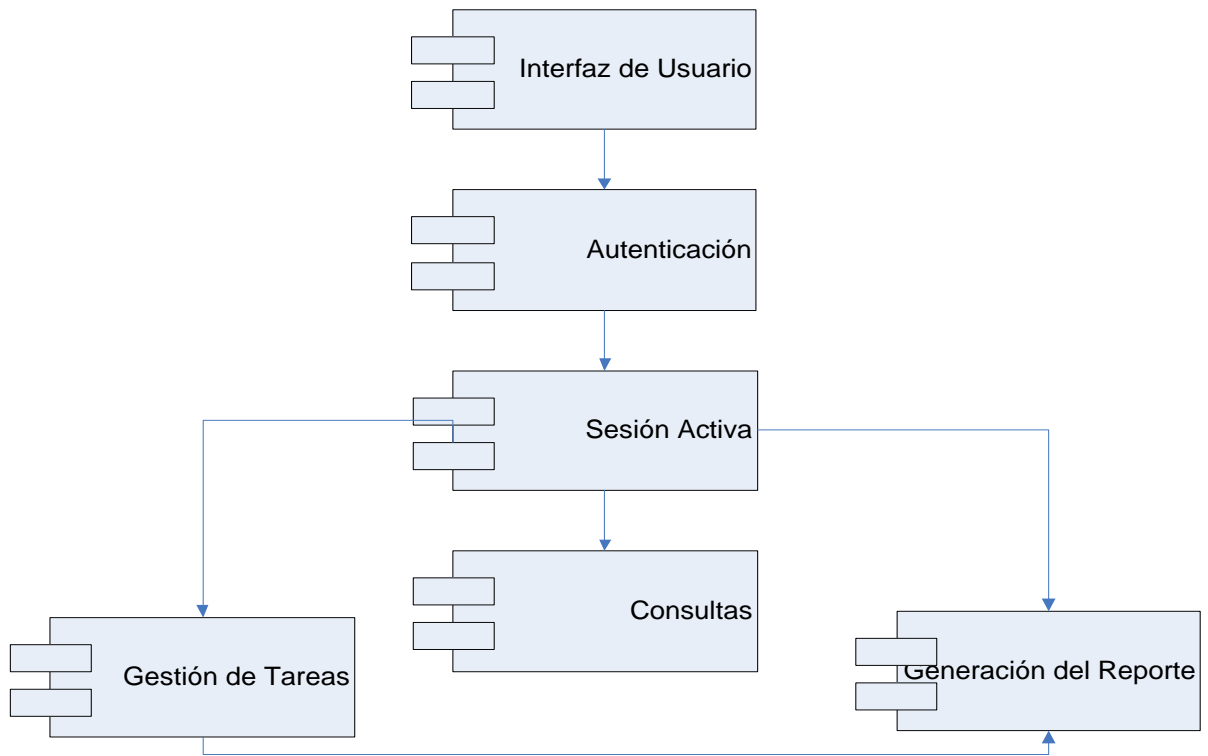 Interfaz de Usuario
Autenticación
Sesión Activa
Consultas
Gestión de Tareas
Generación del Reporte